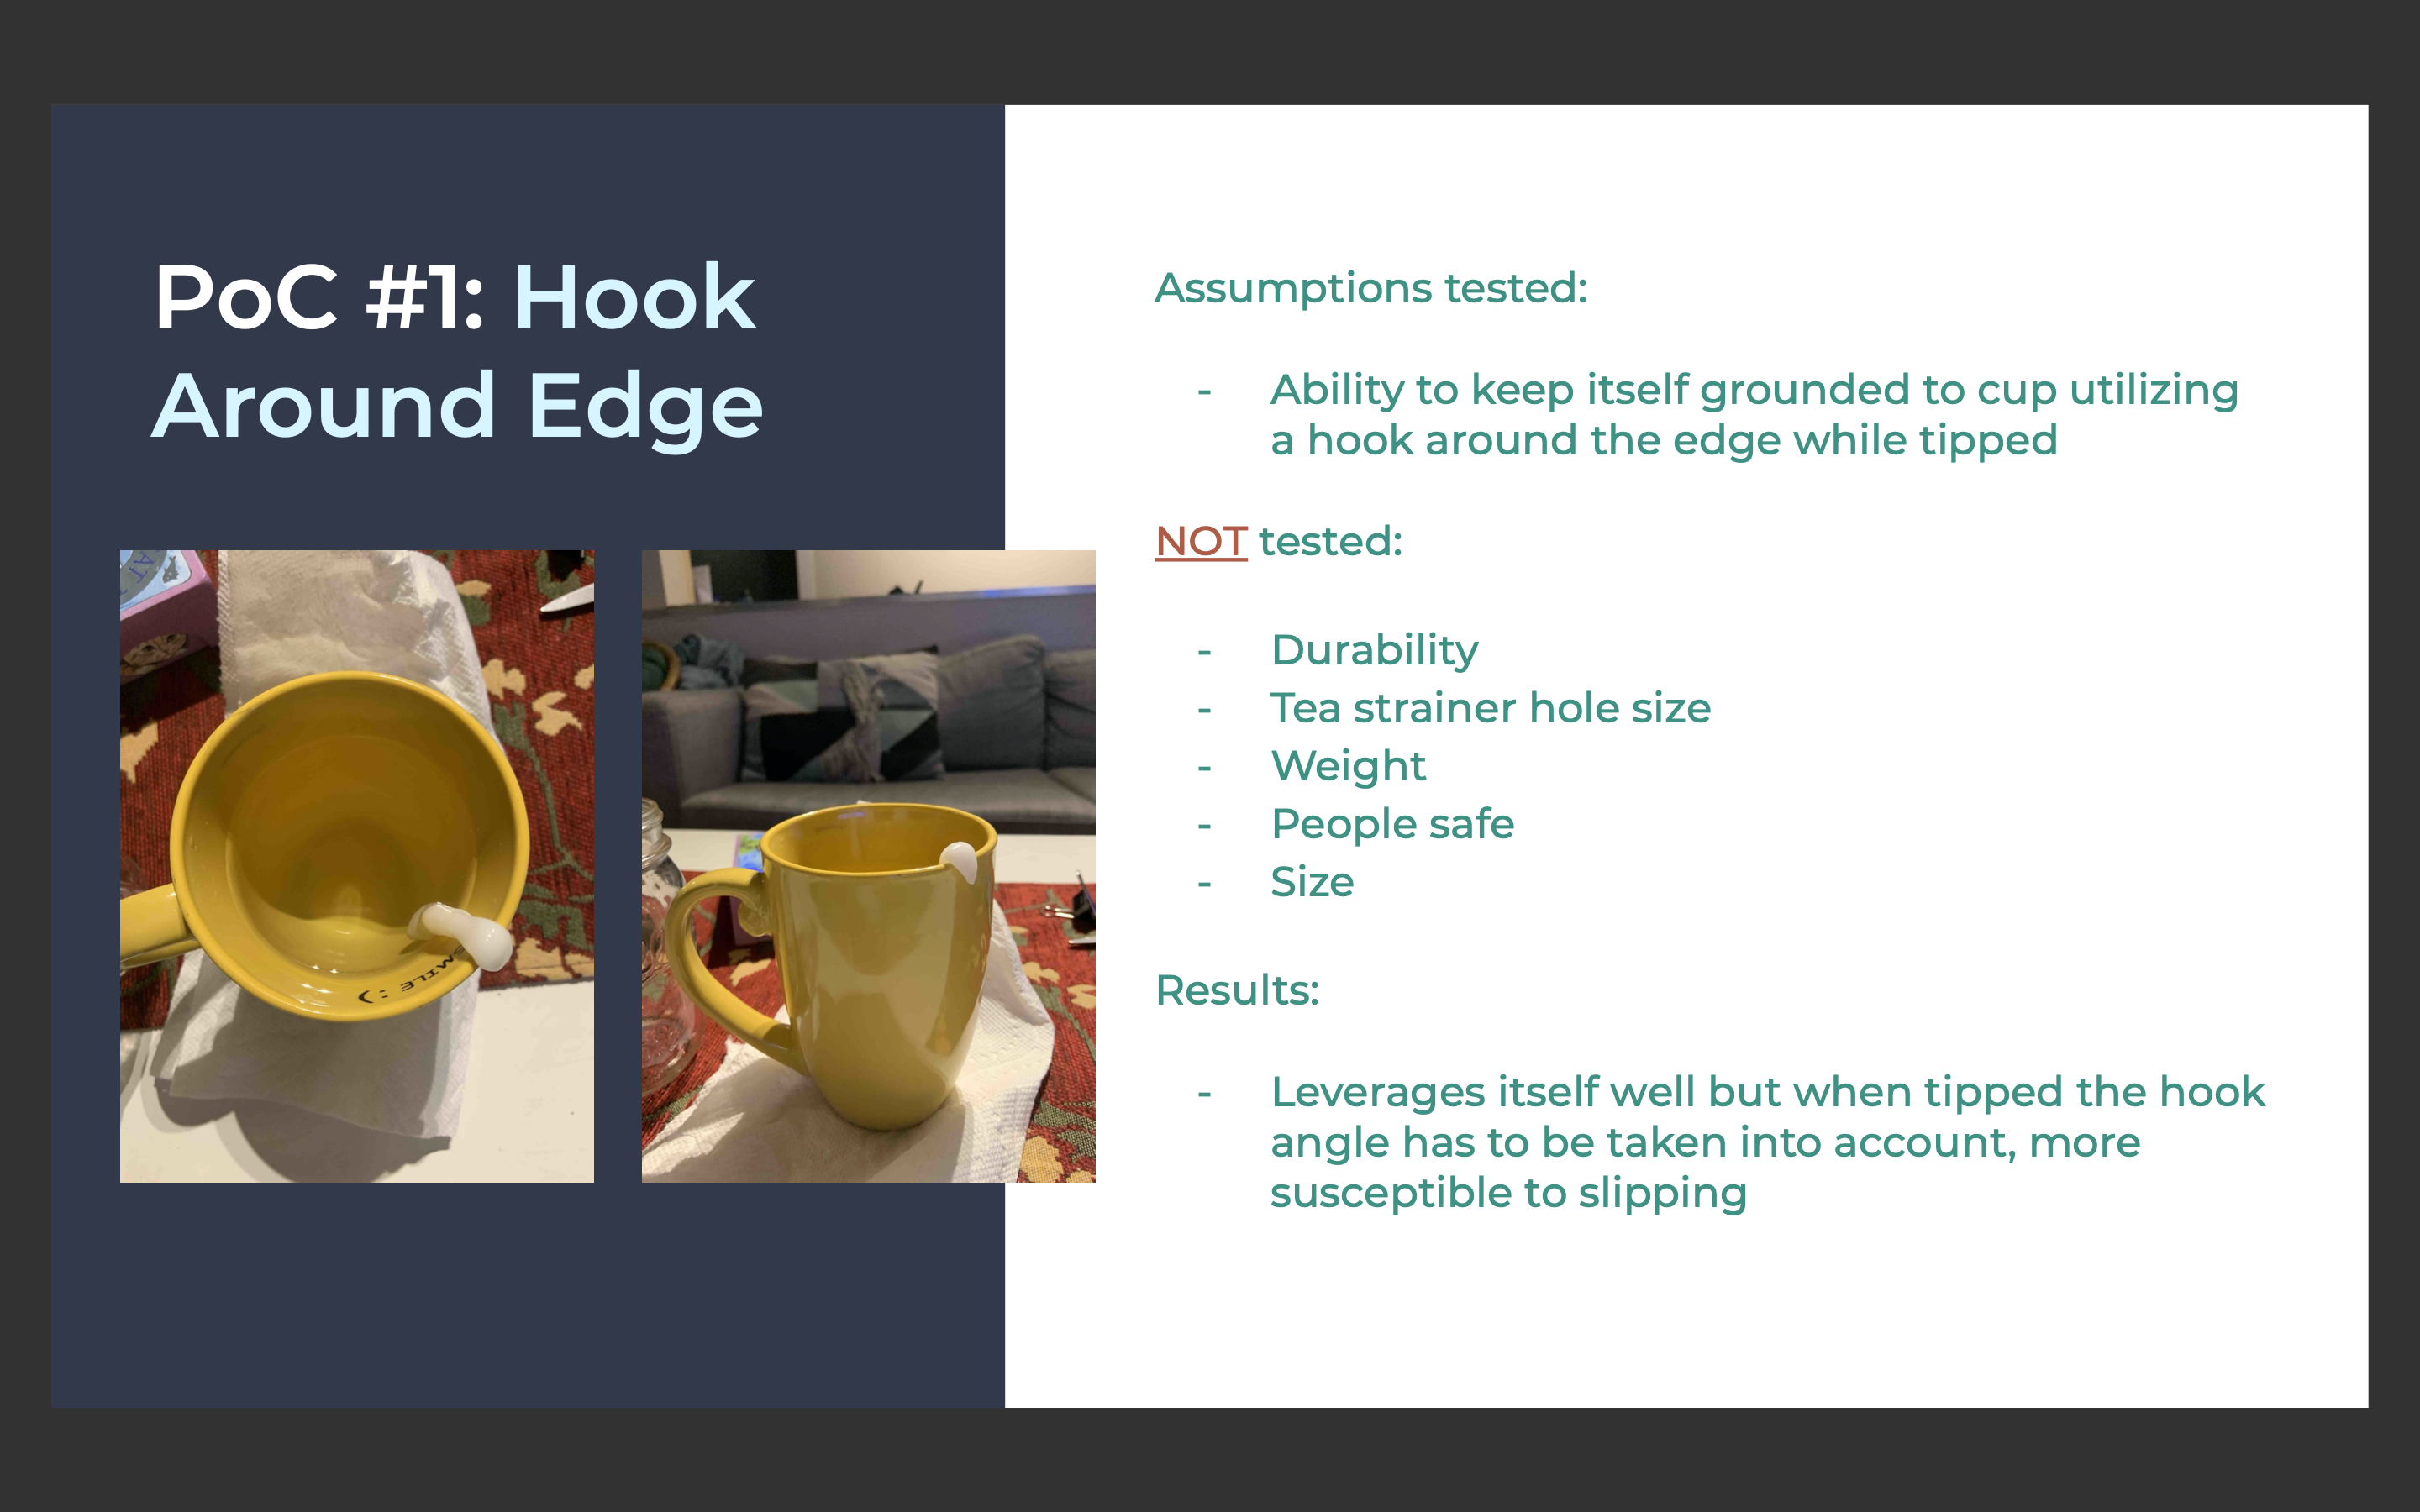 PoC #1: Hook
Around Edge
Assumptions tested:
- Ability to keep itself grounded to cup utilizing
a hook around the edge while tipped
NOT tested:
- Durability
- Tea strainer hole size
- Weight
- People safe
- Size
Results:
- Leverages itself well but when tipped the hook
angle has to be taken into account, more
susceptible to slipping
SMILE :)